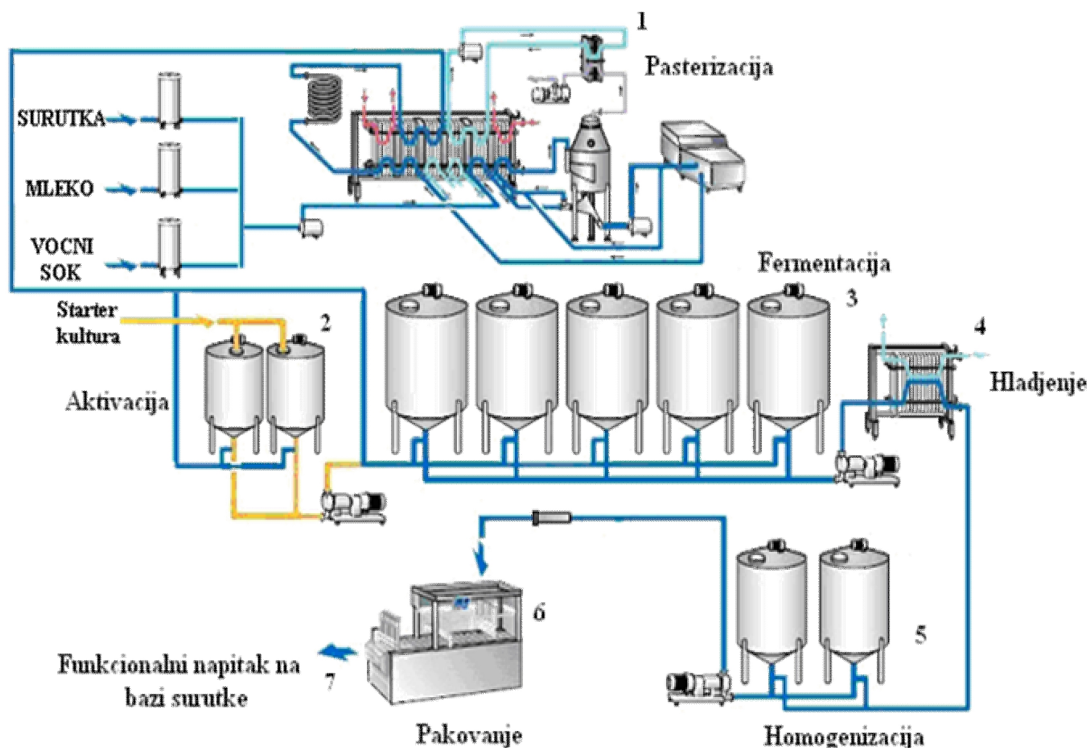 1
Pasterizacija
SURUTKA
MLEKO
VOCNI
SOK
Fermentacija
3
Starter
kultura
2
4
Aktivacija
Hladjenje
6
5
Funkcionalni napitak na
bazi surutke
7
Pakovanje
Homogenizacija